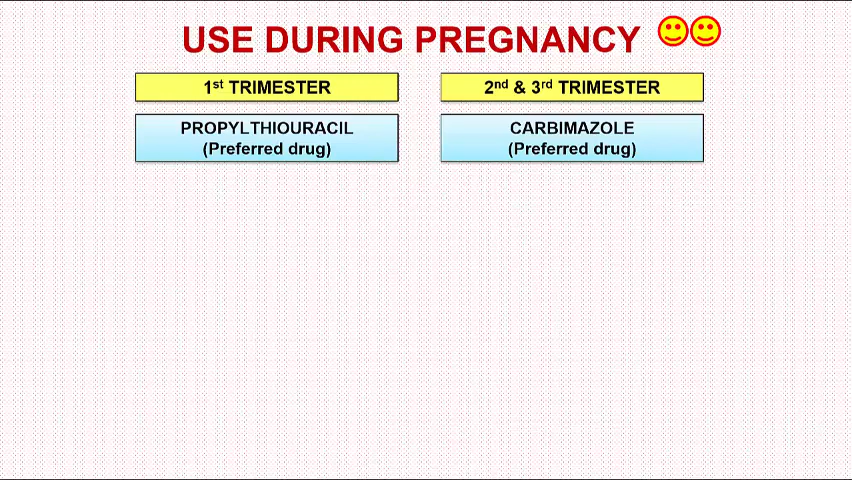 USE DURING PREGNANCY
1st TRIMESTER
PROPYLTHIOURACIL
(Preferred drug)
2nd & 3rd TRIMESTER
CARBIMAZOLE
(Preferred drug)